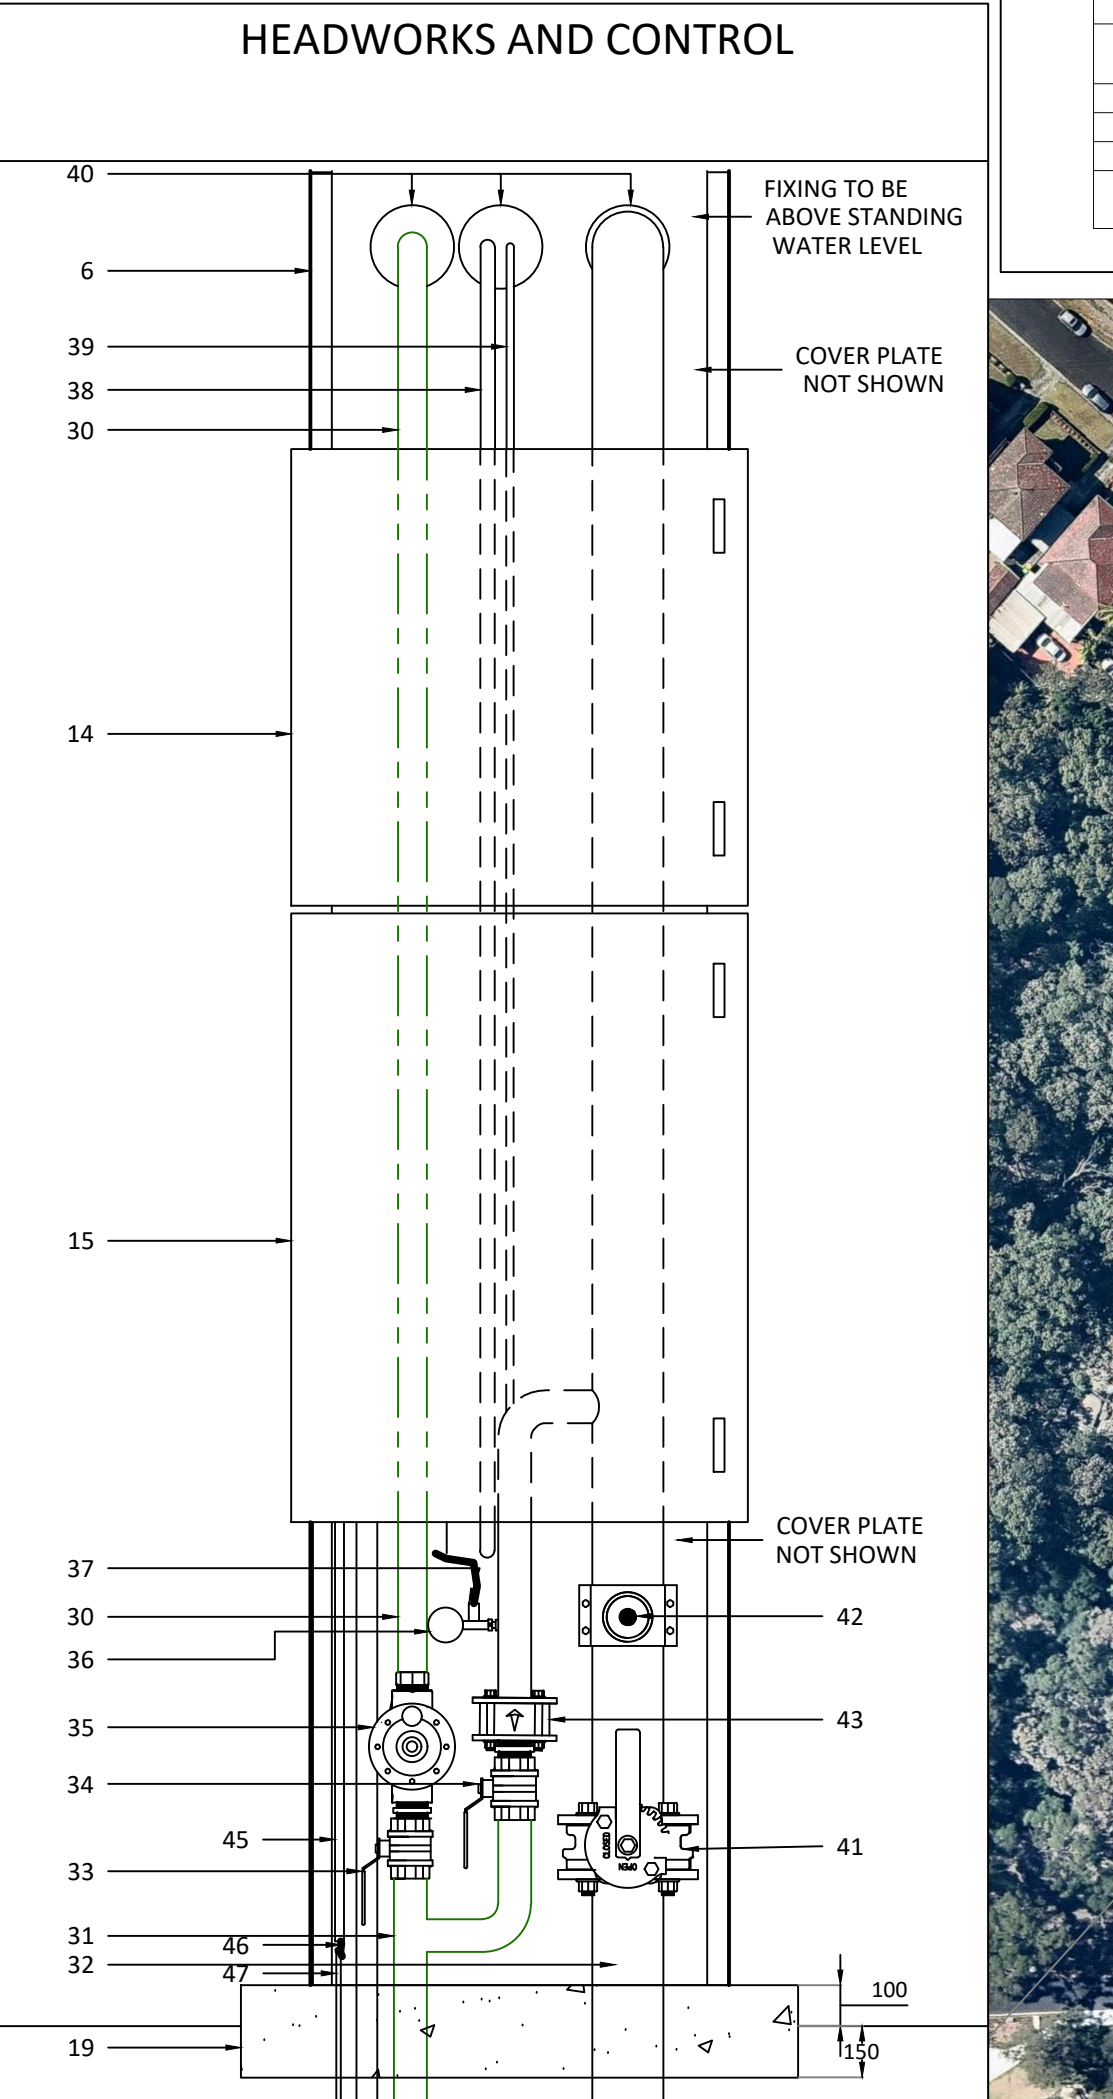 HEADWORKS AND CONTROL
40
FIXING TO BE
ABOVE STANDING
WATER LEVEL
6
39
COVER PLATE
NOT SHOWN
38
30
14
15
COVER PLATE
NOT SHOWN
37
30
42
36
43
35
34
45
41
CLOSED
33
OPEN
31
46
32
47
100
19
150